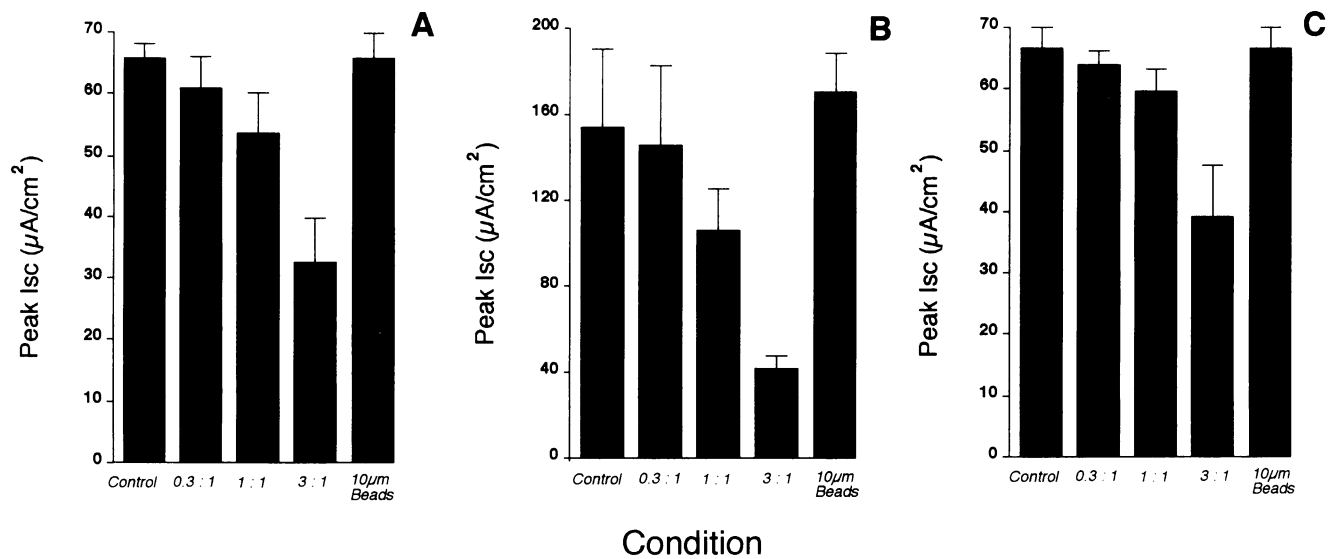 A
Peak Isc (µA/cm²)
70
60
50
40
30
20
10
0
Control
0.3 : 1
1 : 1
3 : 1
10µm
Beads
B
Peak Isc (µA/cm²)
200
160
120
80
40
0
Control
0.3 : 1
1 : 1
3 : 1
10µm
Beads
C
Peak Isc (µA/cm²)
70
60
50
40
30
20
10
0
Control
0.3 : 1
1 : 1
3 : 1
10µm
Beads
Condition